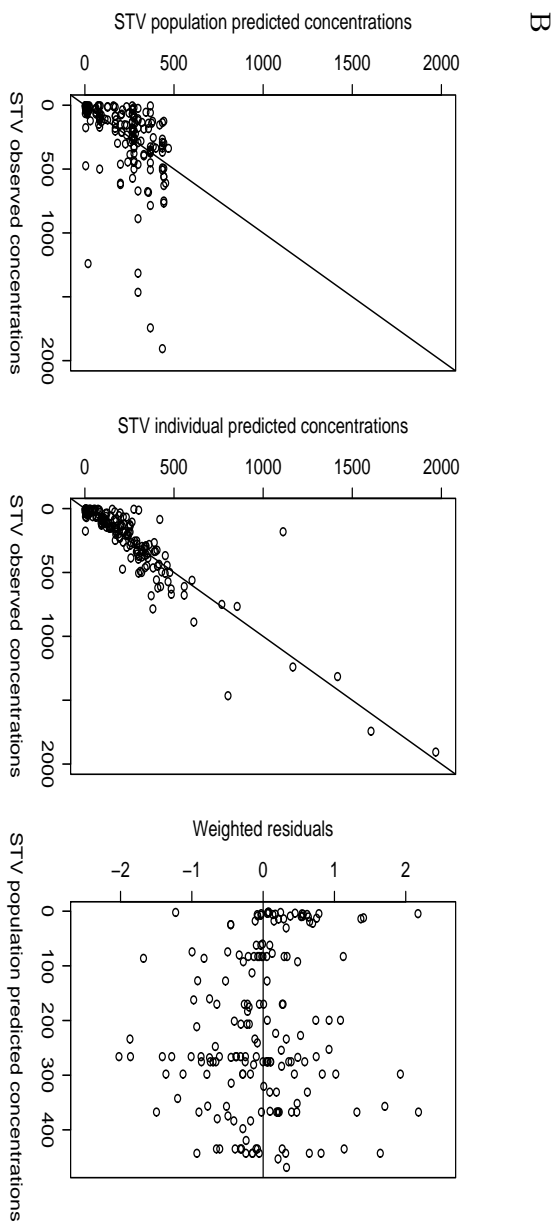 B
STV population predicted concentrations
0 500 1000 1500 2000
0 500 1000 2000
STV observed concentrations
STV individual predicted concentrations
0 500 1000 1500 2000
0 500 1000 2000
STV observed concentrations
Weighted residuals
−2 −1 0 1 2
0 100 200 300 400
STV population predicted concentrations